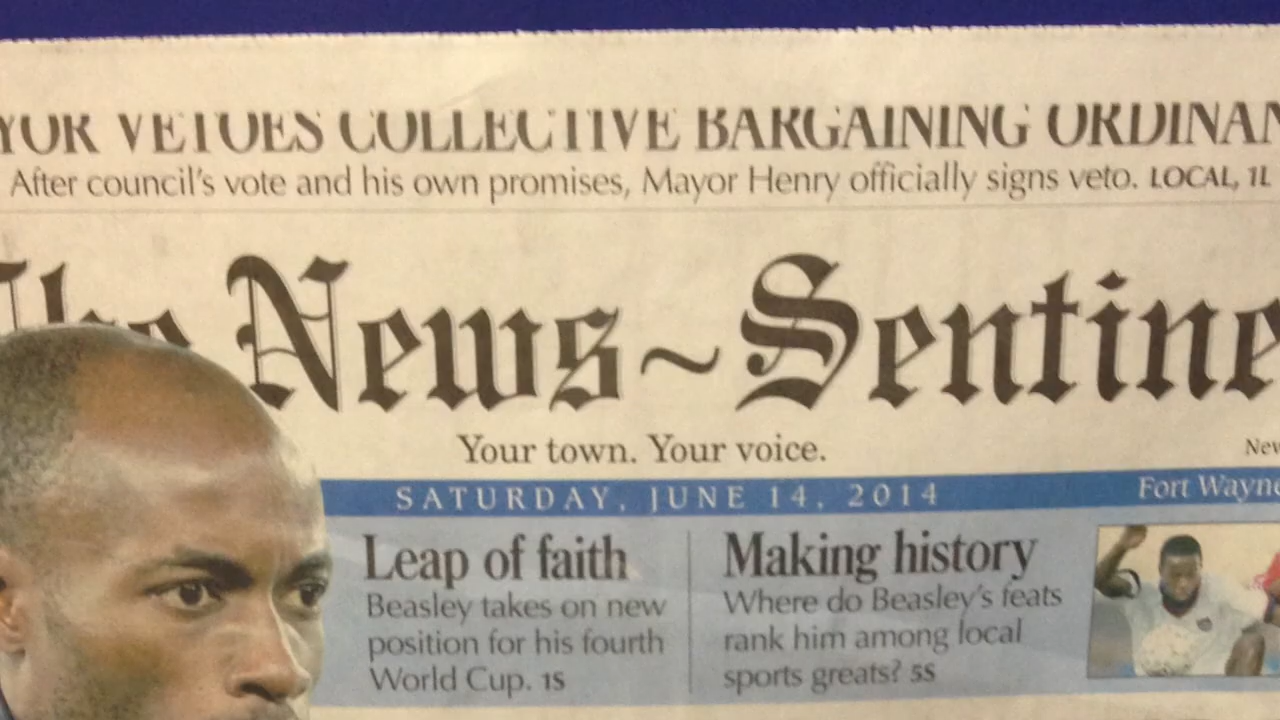 YOR VETOES COLLECTIVE BARGAINING ORDINAN
After council's vote and his own promises, Mayor Henry officially signs veto. LOCAL, 1L
The News~Sentine
Your town. Your voice.
New
SATURDAY, JUNE 14, 2014
Fort Wayne
Leap of faith
Beasley takes on new
position for his fourth
World Cup. 1S
Making history
Where do Beasley's feats
rank him among local
sports greats? 5S